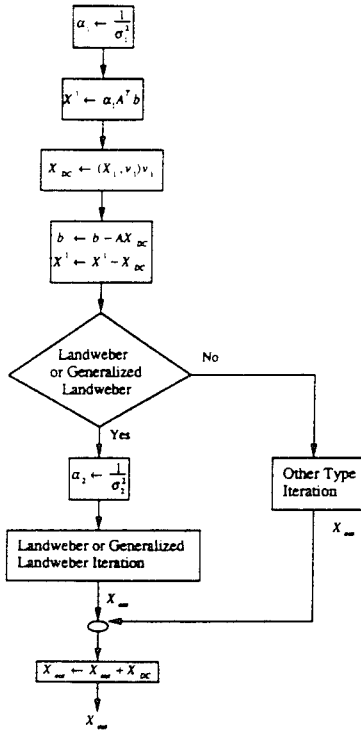 α₁ ← 1/σ₁²
X¹ ← α₁Aᵀb
X_DC ← (X₁, v₁)v₁
b ← b − AX_DC
X¹ ← X¹ − X_DC
Landweber
or Generalized
Landweber
No
Yes
α₂ ← 1/σ₂²
Other Type
Iteration
Landweber or Generalized
Landweber Iteration
X_out
X_out
X_out ← X_out + X_DC
X_out